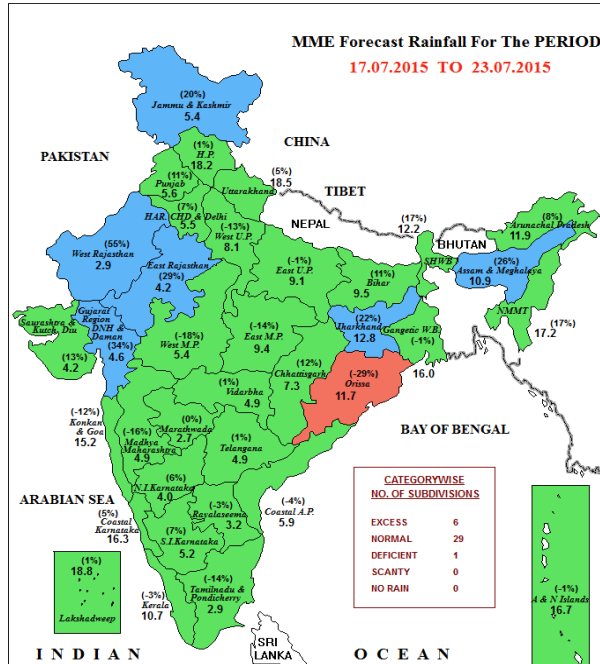 MME Forecast Rainfall For The PERIOD
17.07.2015 TO 23.07.2015
(20%)
Jammu & Kashmir
5.4
CHINA
PAKISTAN
(1%)
H.P.
18.2
(11%)
Punjab
5.6
Uttarakhand
(5%)
18.5
TIBET
(7%)
HAR. CHD & Delhi
5.5
(-13%)
West U.P.
8.1
NEPAL
(17%)
12.2
BHUTAN
SHWB
(8%)
Arunachal Pradesh
11.9
(55%)
West Rajasthan
2.9
East Rajasthan
(29%)
4.2
(-1%)
East U.P.
9.1
(11%)
Bihar
9.5
(26%)
Assam & Meghalaya
10.9
NMMT
(17%)
17.2
Saurashtra &
Kutch, Diu
(13%)
4.2
Gujarat
Region
DNH &
Daman
(34%)
4.6
(-18%)
West M.P.
5.4
(-14%)
East M.P.
9.4
(22%)
Jharkhand
12.8
Gangetic W.B.
(-1%)
16.0
(12%)
Chhattisgarh
7.3
(-29%)
Orissa
11.7
(1%)
Vidarbha
4.9
(-12%)
Konkan
& Goa
15.2
(0%)
Marathwada
2.7
(-16%)
Madhya
Maharashtra
4.9
(1%)
Telangana
4.9
BAY OF BENGAL
ARABIAN SEA
(6%)
N.I.Karnataka
4.0
(-3%)
Rayalaseema
3.2
(-4%)
Coastal A.P.
5.9
(5%)
Coastal
Karnataka
16.3
(7%)
S.I.Karnataka
5.2
CATEGORYWISE
NO. OF SUBDIVISIONS
EXCESS 6
NORMAL 29
DEFICIENT 1
SCANTY 0
NO RAIN 0
(1%)
18.8
Lakshadweep
(-3%)
Kerala
10.7
(-14%)
Tamilnadu &
Pondicherry
2.9
(-1%)
A & N Islands
16.7
SRI
LANKA
INDIAN OCEAN